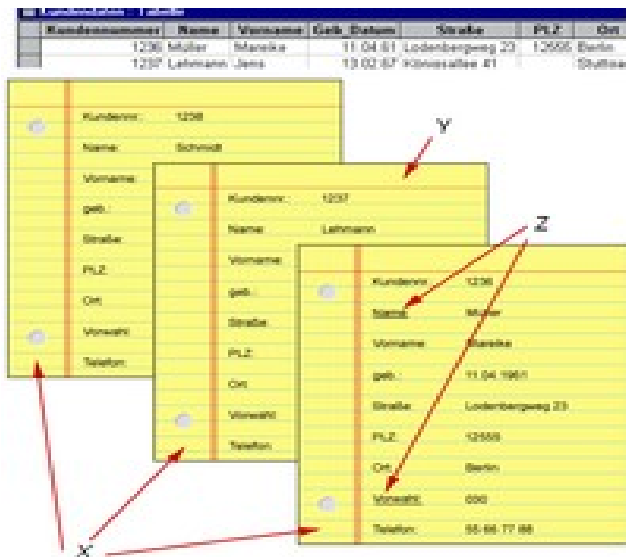 Kundendaten : Tabelle
Kundennummer Name Vorname Geb_Datum Straße PLZ Ort
1236 Müller Mareike 11.04.61 Lodenbergweg 23 12555 Berlin
1237 Lehmann Jens 13.02.67 Königsallee 41
Kundennr.: 1238
Name: Schmidt
Vorname:
geb.:
Straße:
PLZ:
Ort
Vorwahl
Telefon:
Y
Kundennr.: 1237
Name: Lehmann
Vorname:
geb.:
Straße:
PLZ:
Ort
Vorwahl
Telefon
Z
Kundennr. 1236
Name: Müller
Vorname: Mareike
geb.: 11.04.1961
Straße: Lodenbergweg 23
PLZ: 12555
Ort: Berlin
Vorwahl: 030
Telefon: 55 66 77 88
X